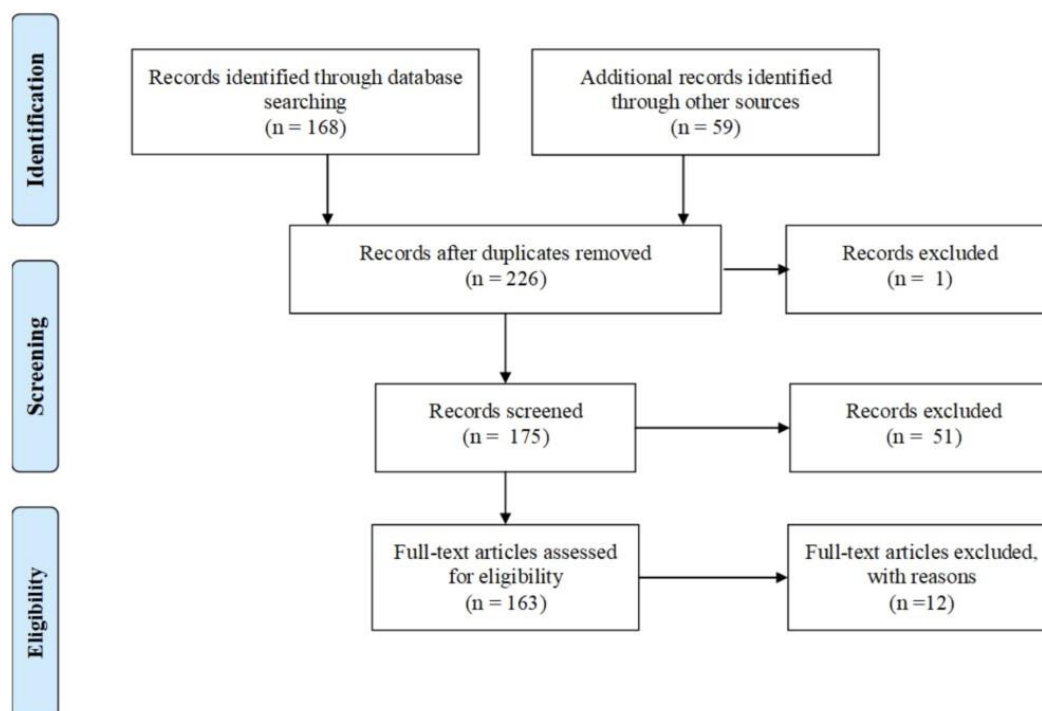 Identification
Records identified through database
searching
(n = 168)
Additional records identified
through other sources
(n = 59)
Records after duplicates removed
(n = 226)
Records excluded
(n = 1)
Screening
Records screened
(n = 175)
Records excluded
(n = 51)
Eligibility
Full-text articles assessed
for eligibility
(n = 163)
Full-text articles excluded,
with reasons
(n =12)